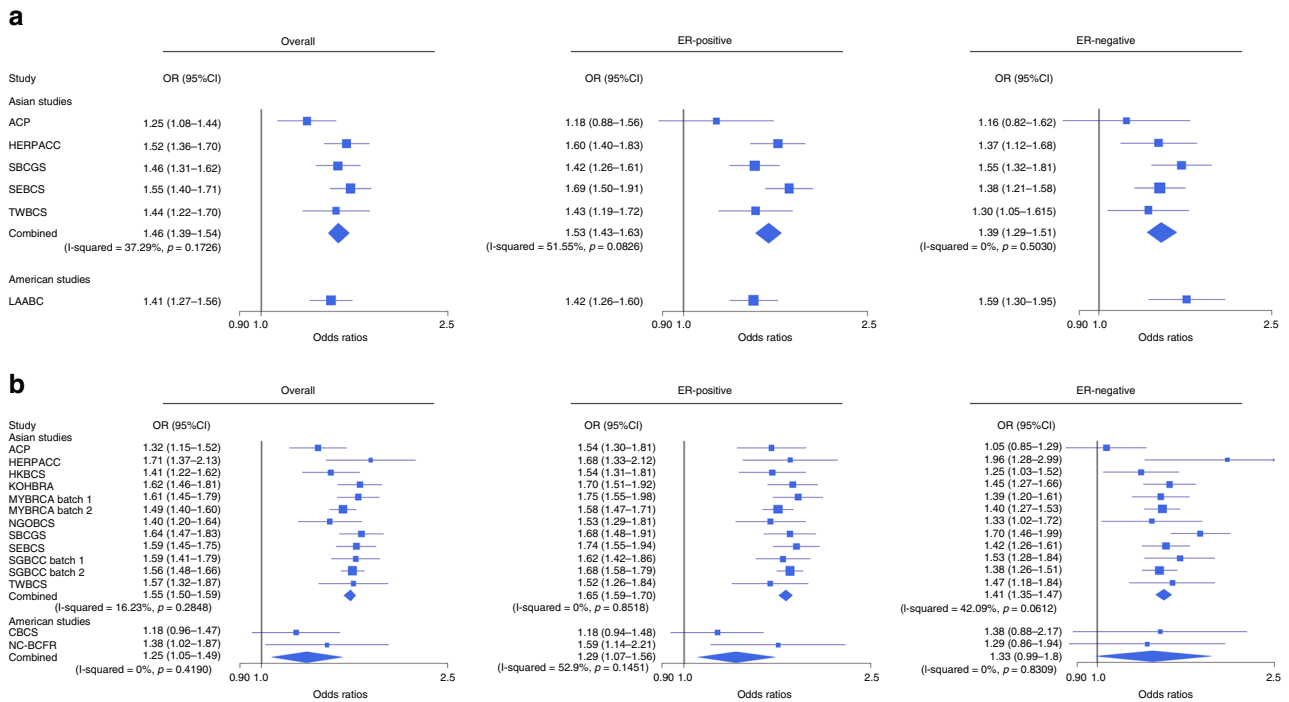 a
Overall ER-positive ER-negative
Study OR (95%CI) OR (95%CI) OR (95%CI)
Asian studies
ACP 1.25 (1.08–1.44) 1.18 (0.88–1.56) 1.16 (0.82–1.62)
HERPACC 1.52 (1.36–1.70) 1.60 (1.40–1.83) 1.37 (1.12–1.68)
SBCGS 1.46 (1.31–1.62) 1.42 (1.26–1.61) 1.55 (1.32–1.81)
SEBCS 1.55 (1.40–1.71) 1.69 (1.50–1.91) 1.38 (1.21–1.58)
TWBCS 1.44 (1.22–1.70) 1.43 (1.19–1.72) 1.30 (1.05–1.615)
Combined 1.46 (1.39–1.54) 1.53 (1.43–1.63) 1.39 (1.29–1.51)
(I-squared = 37.29%, p = 0.1726) (I-squared = 51.55%, p = 0.0826) (I-squared = 0%, p = 0.5030)
American studies
LAABC 1.41 (1.27–1.56) 1.42 (1.26–1.60) 1.59 (1.30–1.95)
0.90 1.0 2.5 0.90 1.0 2.5 0.90 1.0 2.5
Odds ratios Odds ratios Odds ratios
b
Overall ER-positive ER-negative
Study OR (95%CI) OR (95%CI) OR (95%CI)
Asian studies
ACP 1.32 (1.15–1.52) 1.54 (1.30–1.81) 1.05 (0.85–1.29)
HERPACC 1.71 (1.37–2.13) 1.68 (1.33–2.12) 1.96 (1.28–2.99)
HKBCS 1.41 (1.22–1.62) 1.54 (1.31–1.81) 1.25 (1.03–1.52)
KOHBRA 1.62 (1.46–1.81) 1.70 (1.51–1.92) 1.45 (1.27–1.66)
MYBRCA batch 1 1.61 (1.45–1.79) 1.75 (1.55–1.98) 1.39 (1.20–1.61)
MYBRCA batch 2 1.49 (1.40–1.60) 1.58 (1.47–1.71) 1.40 (1.27–1.53)
NGOBCS 1.40 (1.20–1.64) 1.53 (1.29–1.81) 1.33 (1.02–1.72)
SBCGS 1.64 (1.47–1.83) 1.68 (1.48–1.91) 1.70 (1.46–1.99)
SEBCS 1.59 (1.45–1.75) 1.74 (1.55–1.94) 1.42 (1.26–1.61)
SGBCC batch 1 1.59 (1.41–1.79) 1.62 (1.42–1.86) 1.53 (1.28–1.84)
SGBCC batch 2 1.56 (1.48–1.66) 1.68 (1.58–1.79) 1.38 (1.26–1.51)
TWBCS 1.57 (1.32–1.87) 1.52 (1.26–1.84) 1.47 (1.18–1.84)
Combined 1.55 (1.50–1.59) 1.65 (1.59–1.70) 1.41 (1.35–1.47)
(I-squared = 16.23%, p = 0.2848) (I-squared = 0%, p = 0.8518) (I-squared = 42.09%, p = 0.0612)
American studies
CBCS 1.18 (0.96–1.47) 1.18 (0.94–1.48) 1.38 (0.88–2.17)
NC-BCFR 1.38 (1.02–1.87) 1.59 (1.14–2.21) 1.29 (0.86–1.94)
Combined 1.25 (1.05–1.49) 1.29 (1.07–1.56) 1.33 (0.99–1.8)
(I-squared = 0%, p = 0.4190) (I-squared = 52.9%, p = 0.1451) (I-squared = 0%, p = 0.8309)
0.90 1.0 2.5 0.90 1.0 2.5 0.90 1.0 2.5
Odds ratios Odds ratios Odds ratios